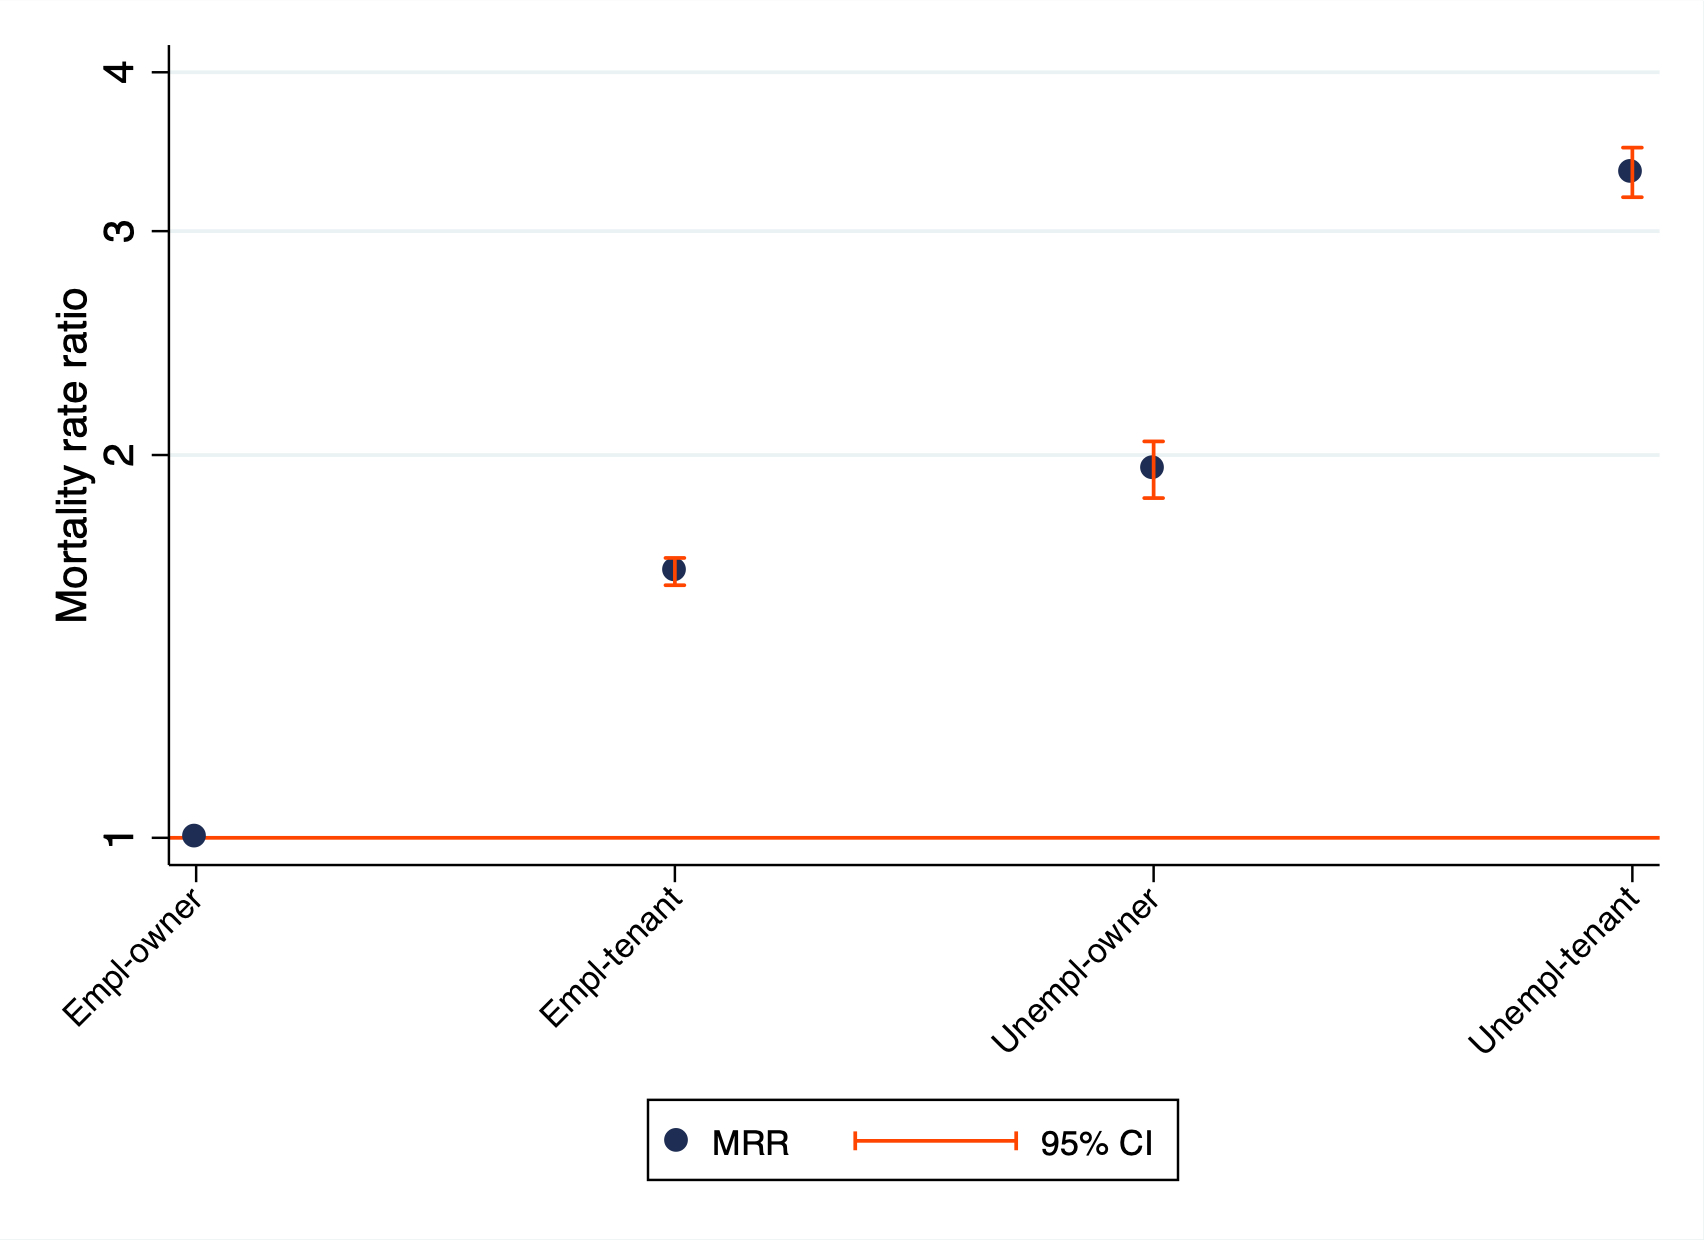 Mortality rate ratio
4
3
2
1
Empl-owner
Empl-tenant
Unempl-owner
Unempl-tenant
MRR
95% CI